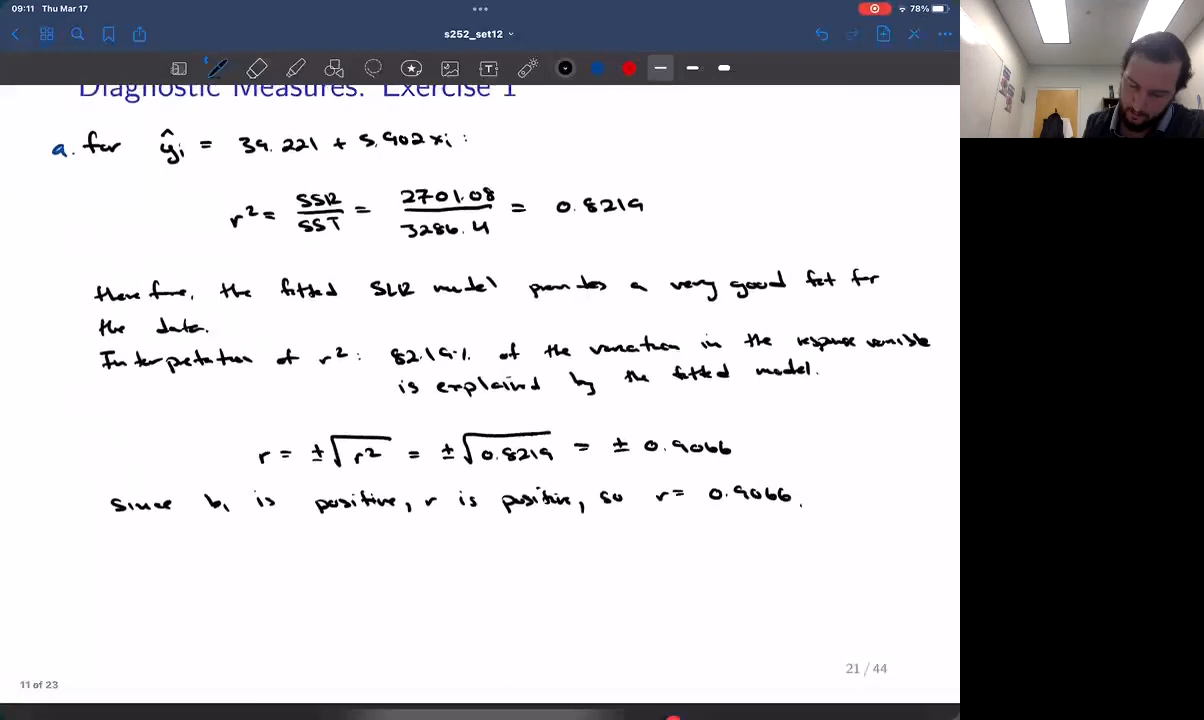 09:11 Thu Mar 17
78%
s252_set12
Diagnostic Measures: Exercise 1
a. for ŷi = 39.221 + 5.902xi :
r² = SSR/SST = 2701.08/3286.4 = 0.8219
therefore, the fitted SLR model provides a very good fit for
the data.
Interpretation of r²: 82.19% of the variation in the response variable
is explained by the fitted model.
r = ±√r² = ±√0.8219 = ± 0.9066
Since b₁ is positive, r is positive, so r = 0.9066.
21 / 44
11 of 23